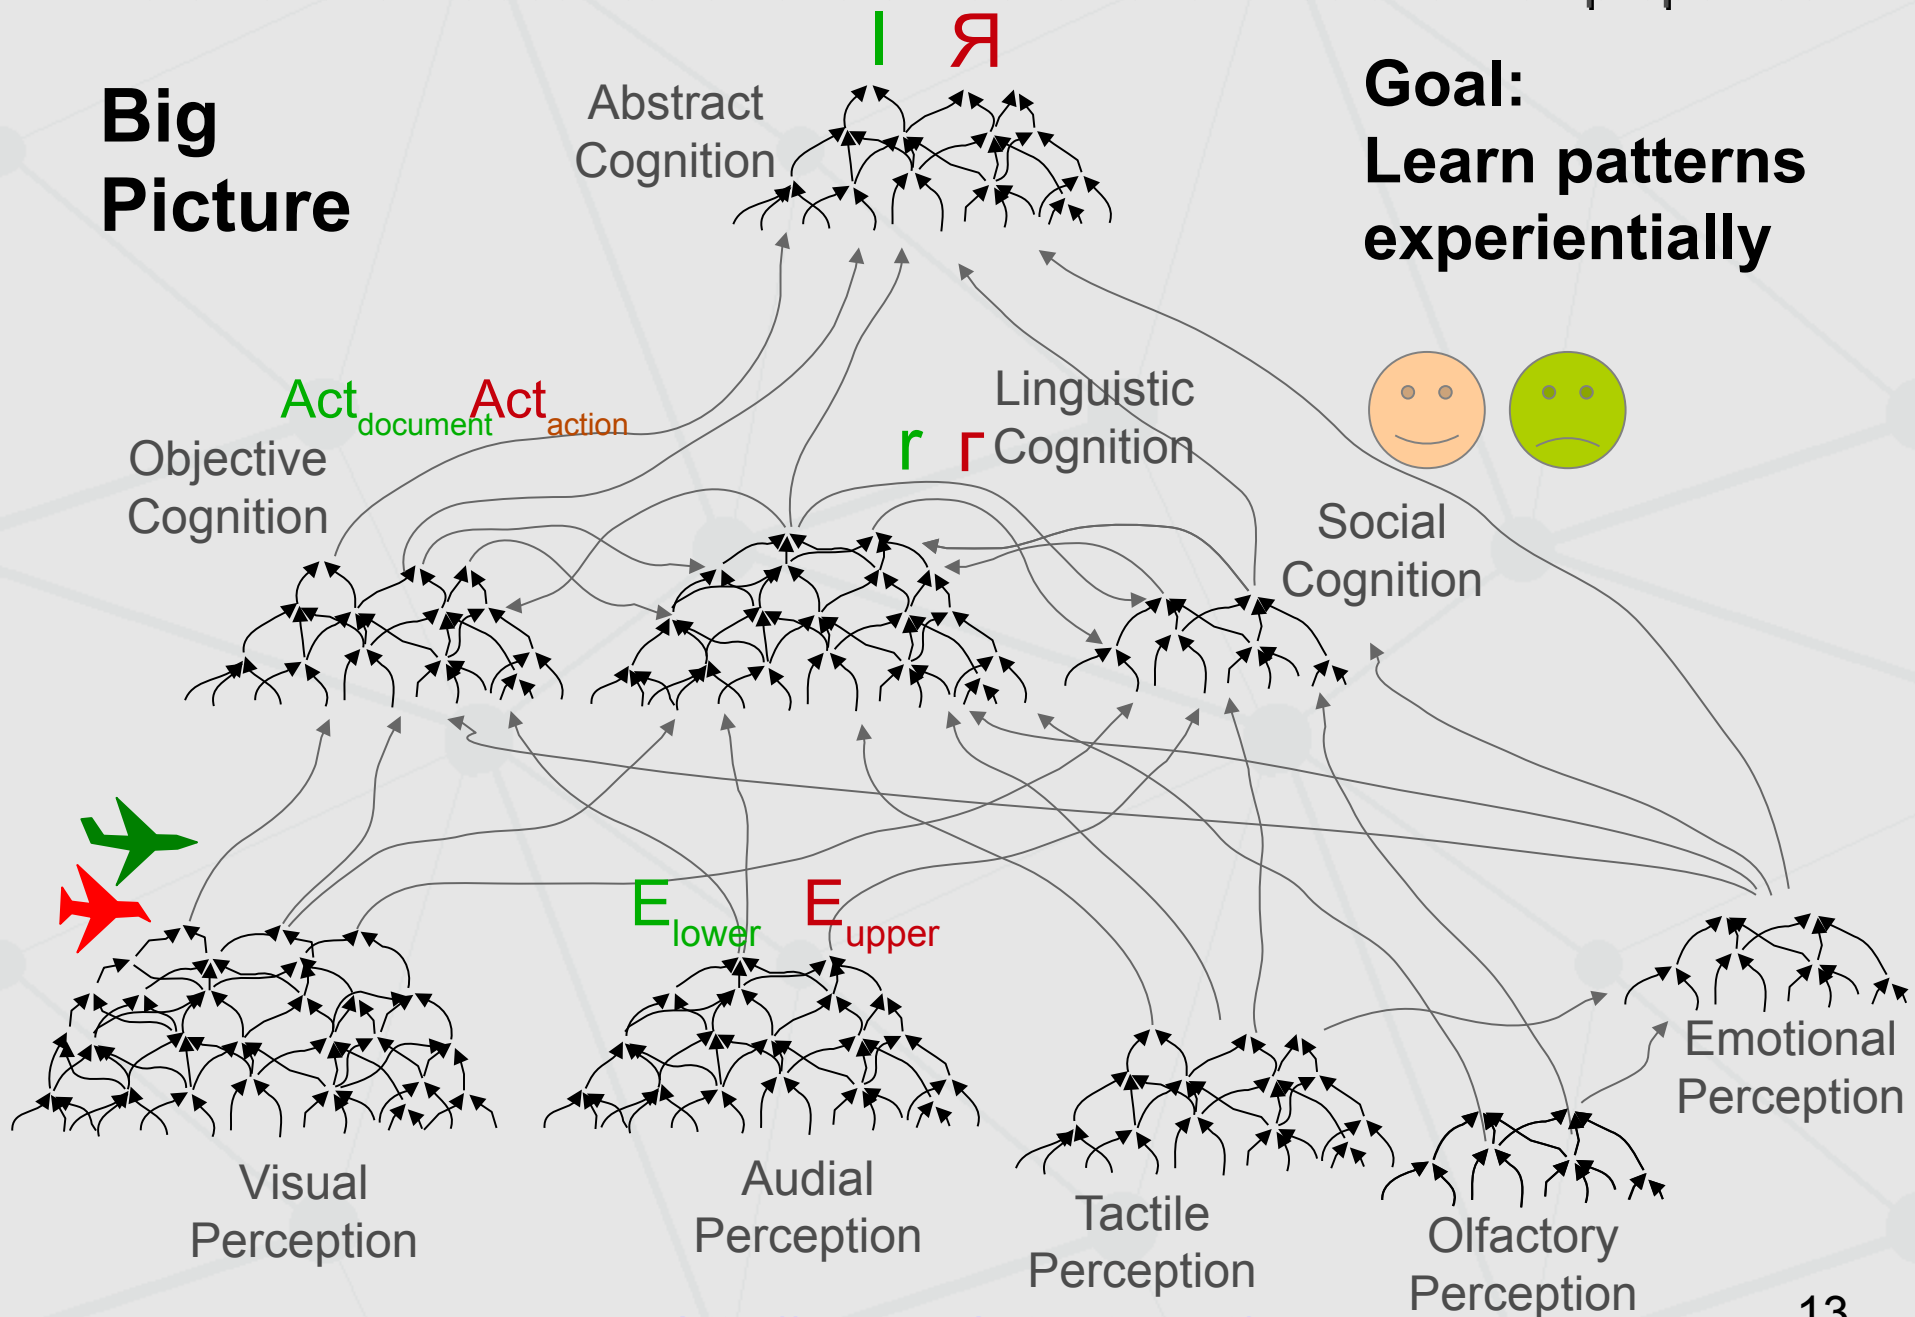 I Я
Big
Picture
Abstract
Cognition
Goal:
Learn patterns
experientially
Act document Act action
Objective
Cognition
r г
Linguistic
Cognition
Social
Cognition
E lower E upper
Visual
Perception
Audial
Perception
Tactile
Perception
Olfactory
Perception
Emotional
Perception
13